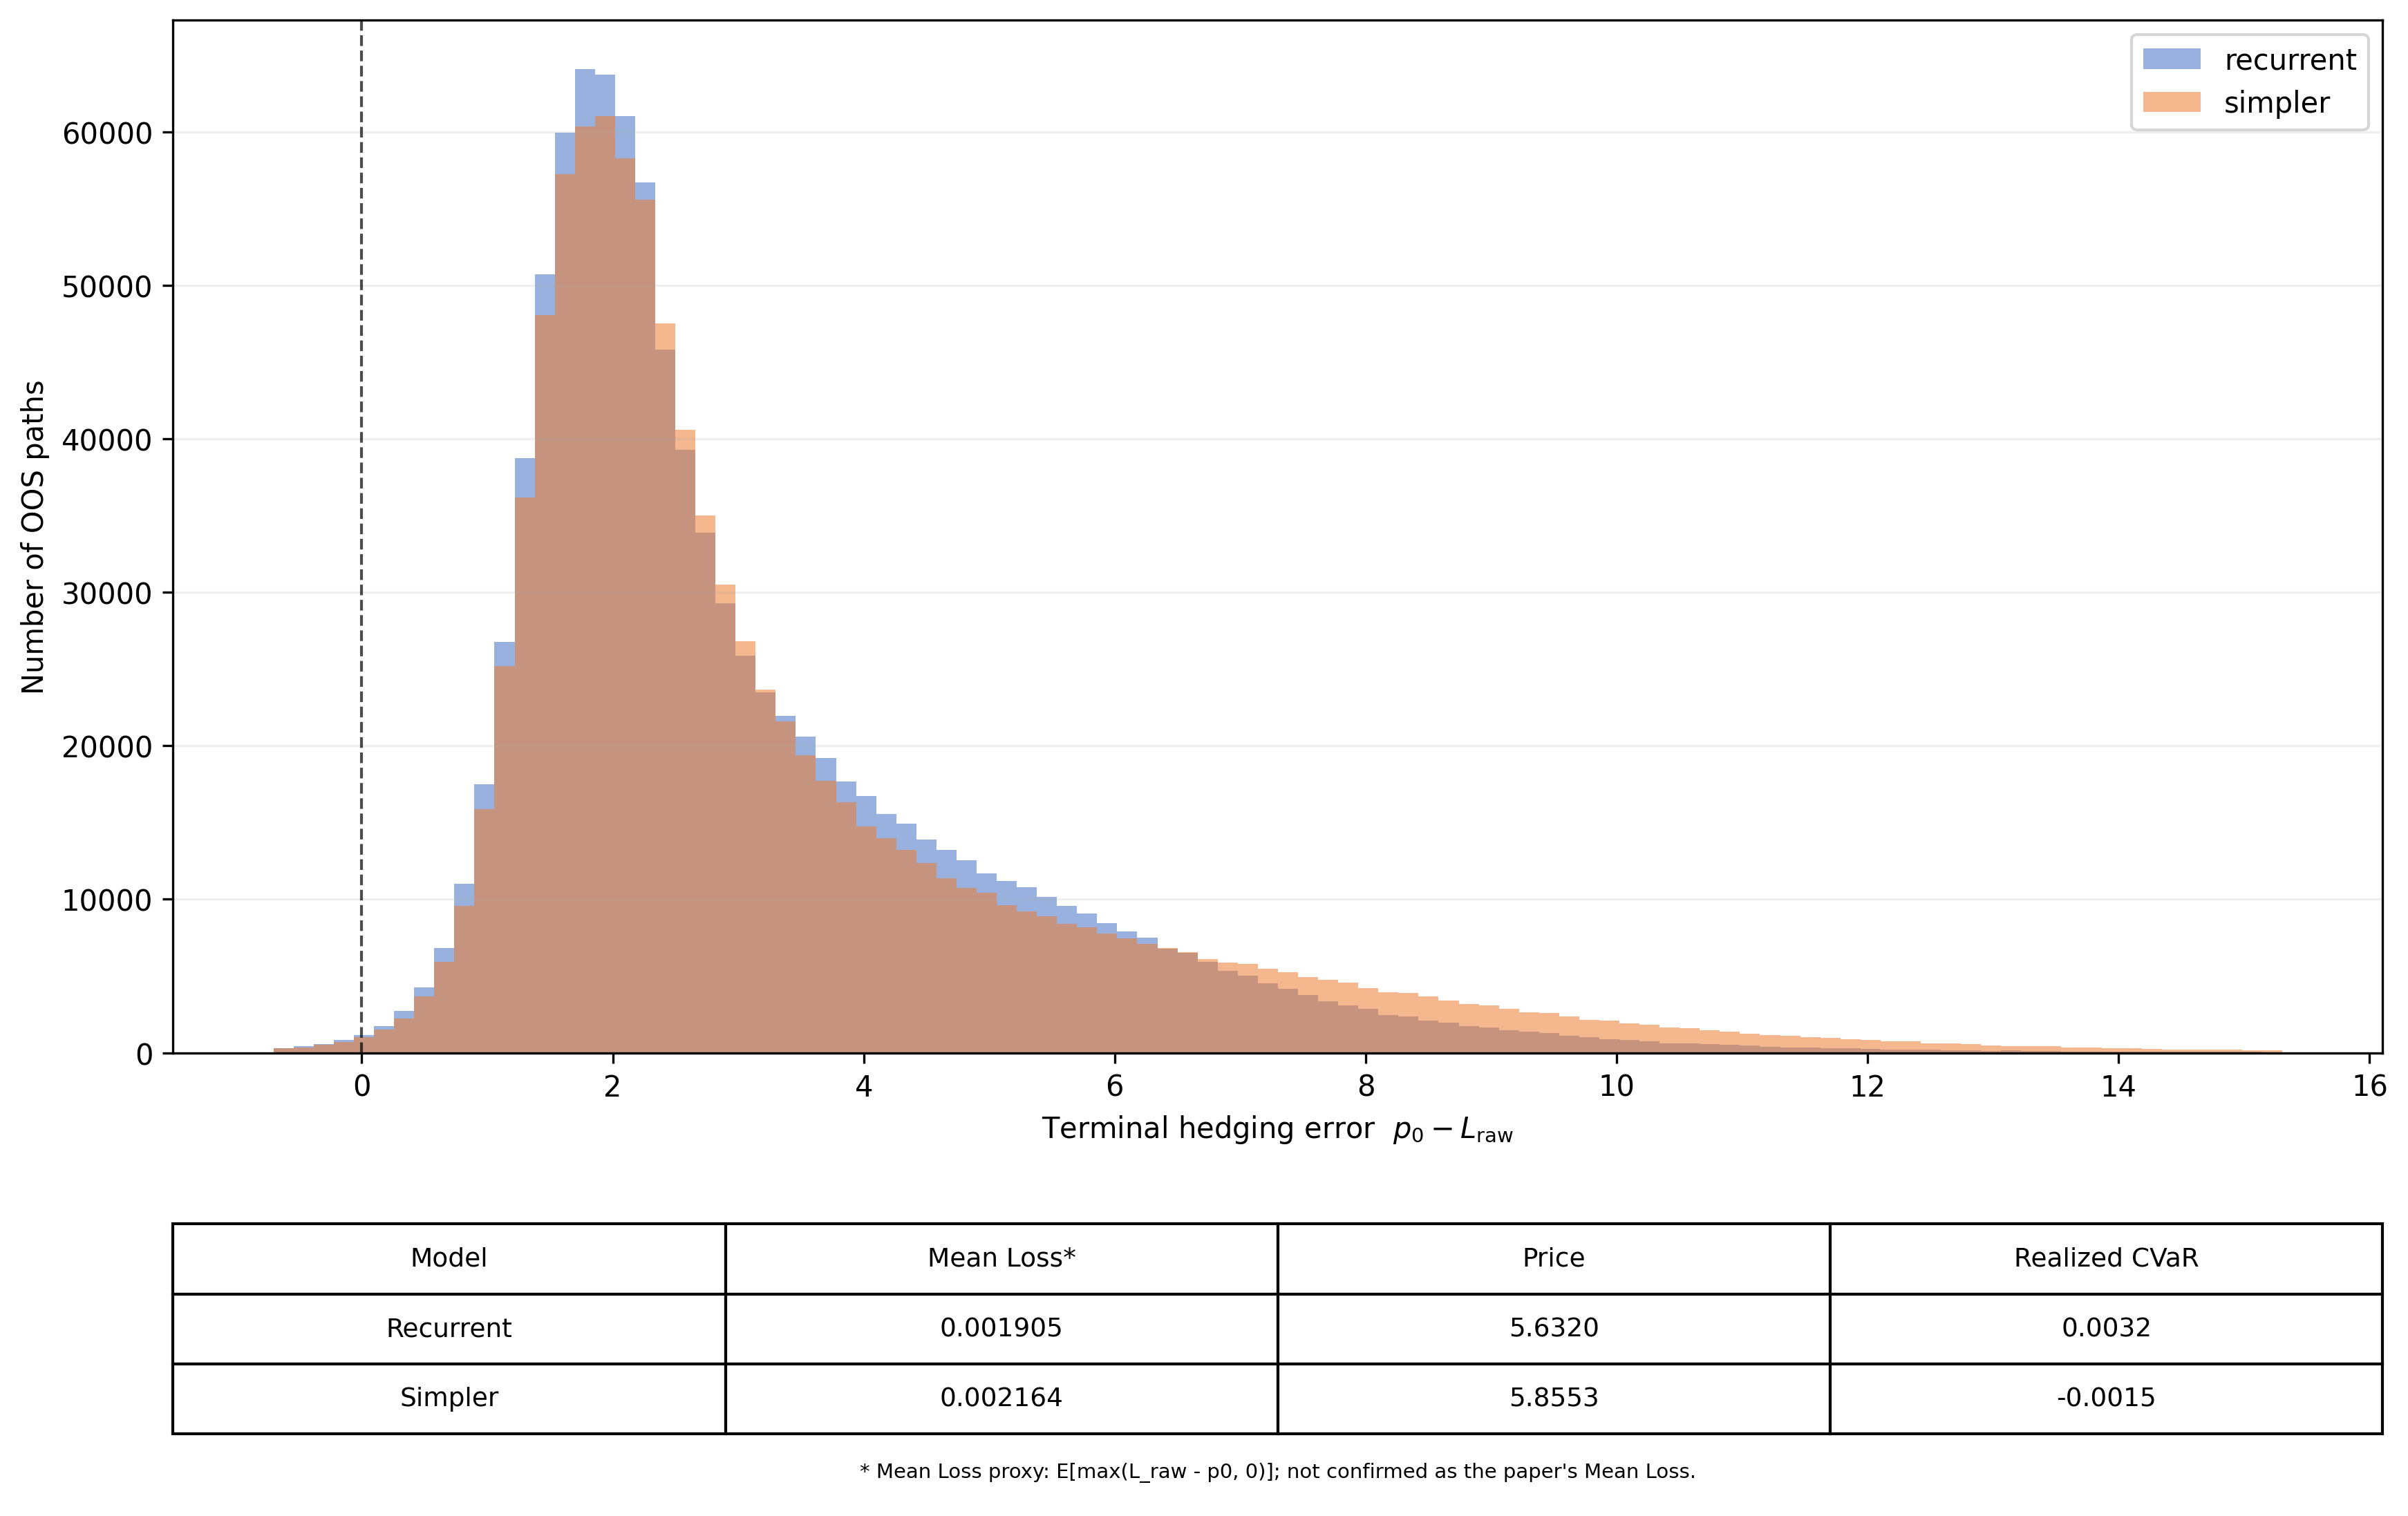 recurrent
simpler
60000
50000
40000
30000
20000
10000
0
Number of OOS paths
0 2 4 6 8 10 12 14 16
Terminal hedging error p₀ − L_raw
Model Mean Loss* Price Realized CVaR
Recurrent 0.001905 5.6320 0.0032
Simpler 0.002164 5.8553 -0.0015
* Mean Loss proxy: E[max(L_raw - p0, 0)]; not confirmed as the paper's Mean Loss.